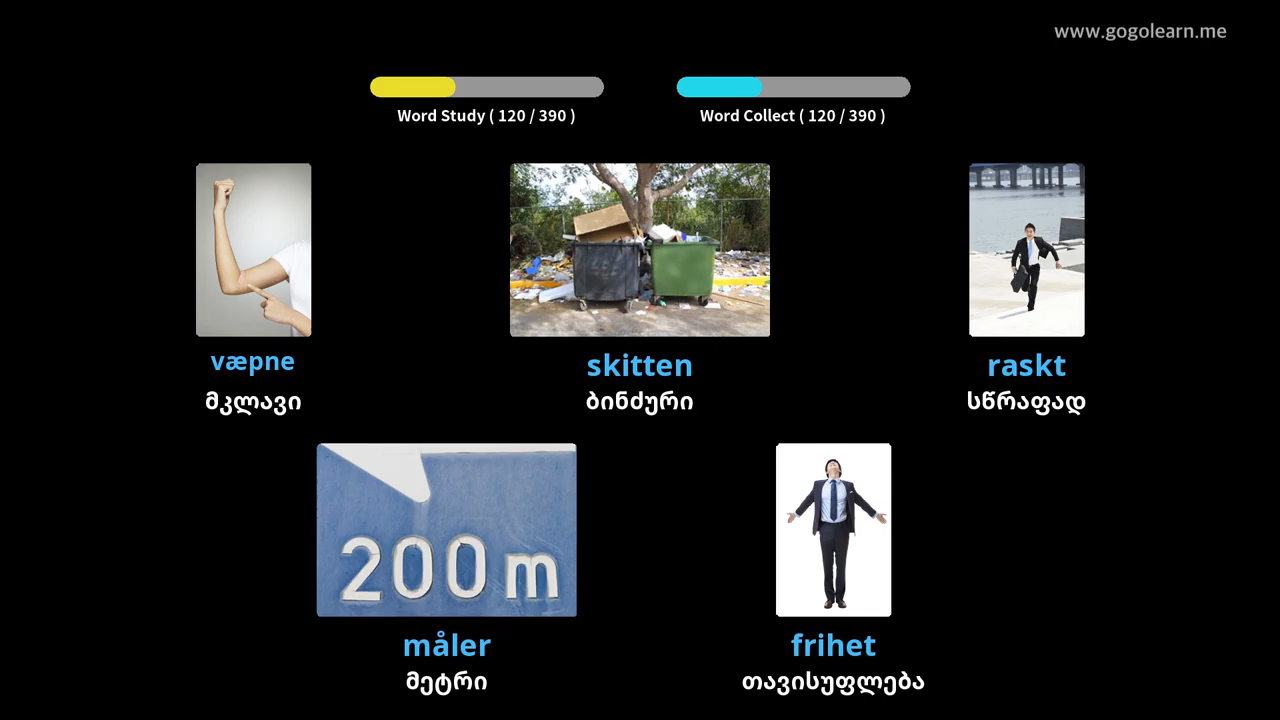 www.gogolearn.me
Word Study ( 120 / 390 )
Word Collect ( 120 / 390 )
væpne
მკლავი
skitten
ბინძური
raskt
სწრაფად
200 m
måler
მეტრი
frihet
თავისუფლება